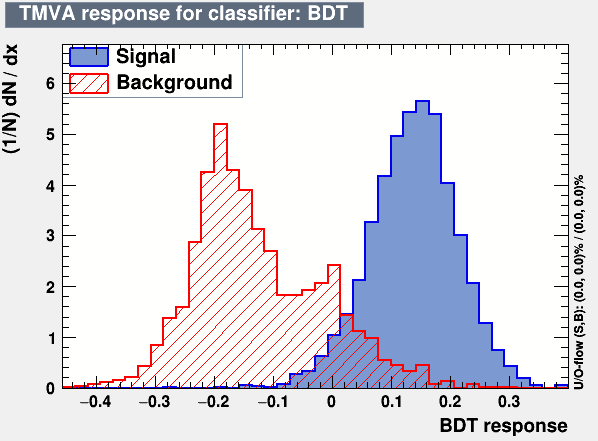 TMVA response for classifier: BDT
(1/N) dN / dx
Signal
Background
6
5
4
3
2
1
0
−0.4 −0.3 −0.2 −0.1 0 0.1 0.2 0.3
BDT response
U/O-flow (S,B): (0.0, 0.0)% / (0.0, 0.0)%